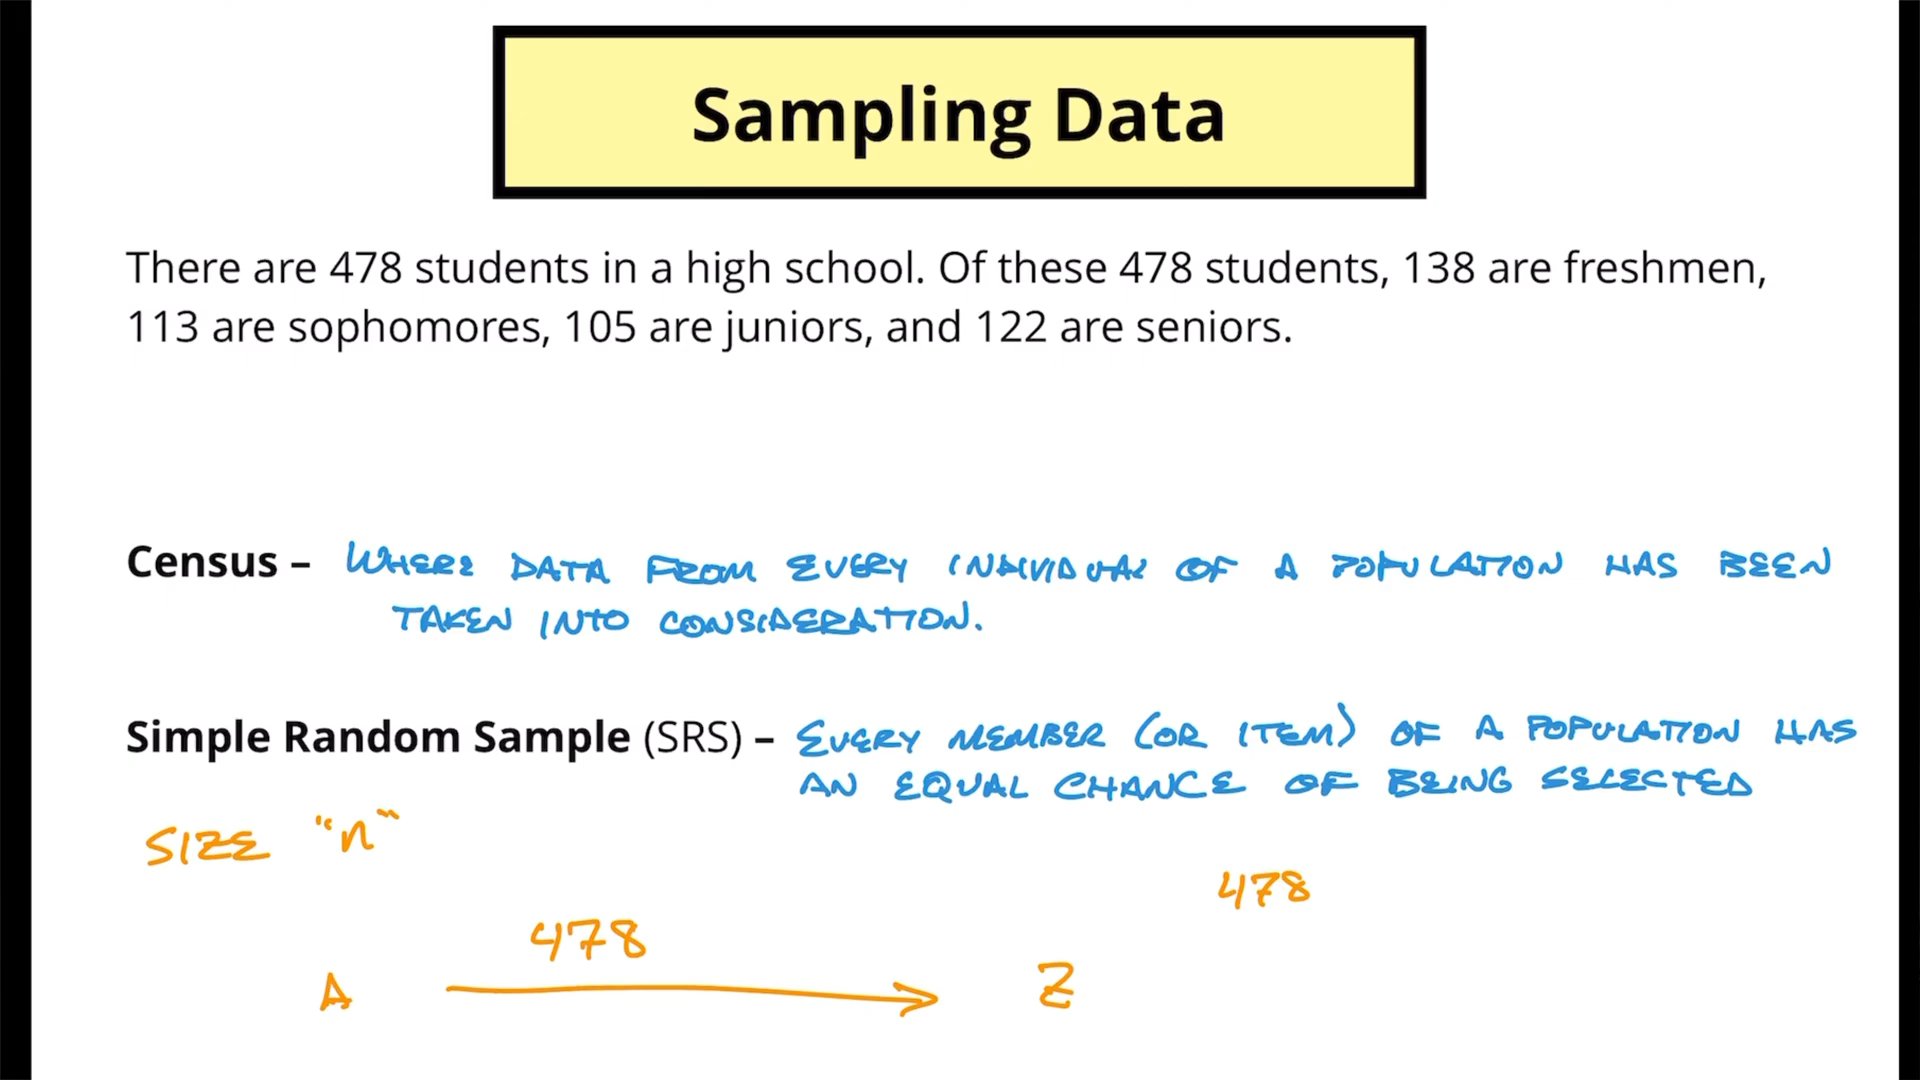 Sampling Data
There are 478 students in a high school. Of these 478 students, 138 are freshmen,
113 are sophomores, 105 are juniors, and 122 are seniors.
Census – WHERE DATA FROM EVERY INDIVIDUAL OF A POPULATION HAS BEEN
TAKEN INTO CONSIDERATION.
Simple Random Sample (SRS) – EVERY MEMBER (OR ITEM) OF A POPULATION HAS
AN EQUAL CHANCE OF BEING SELECTED
SIZE "n"
478
478
A Z